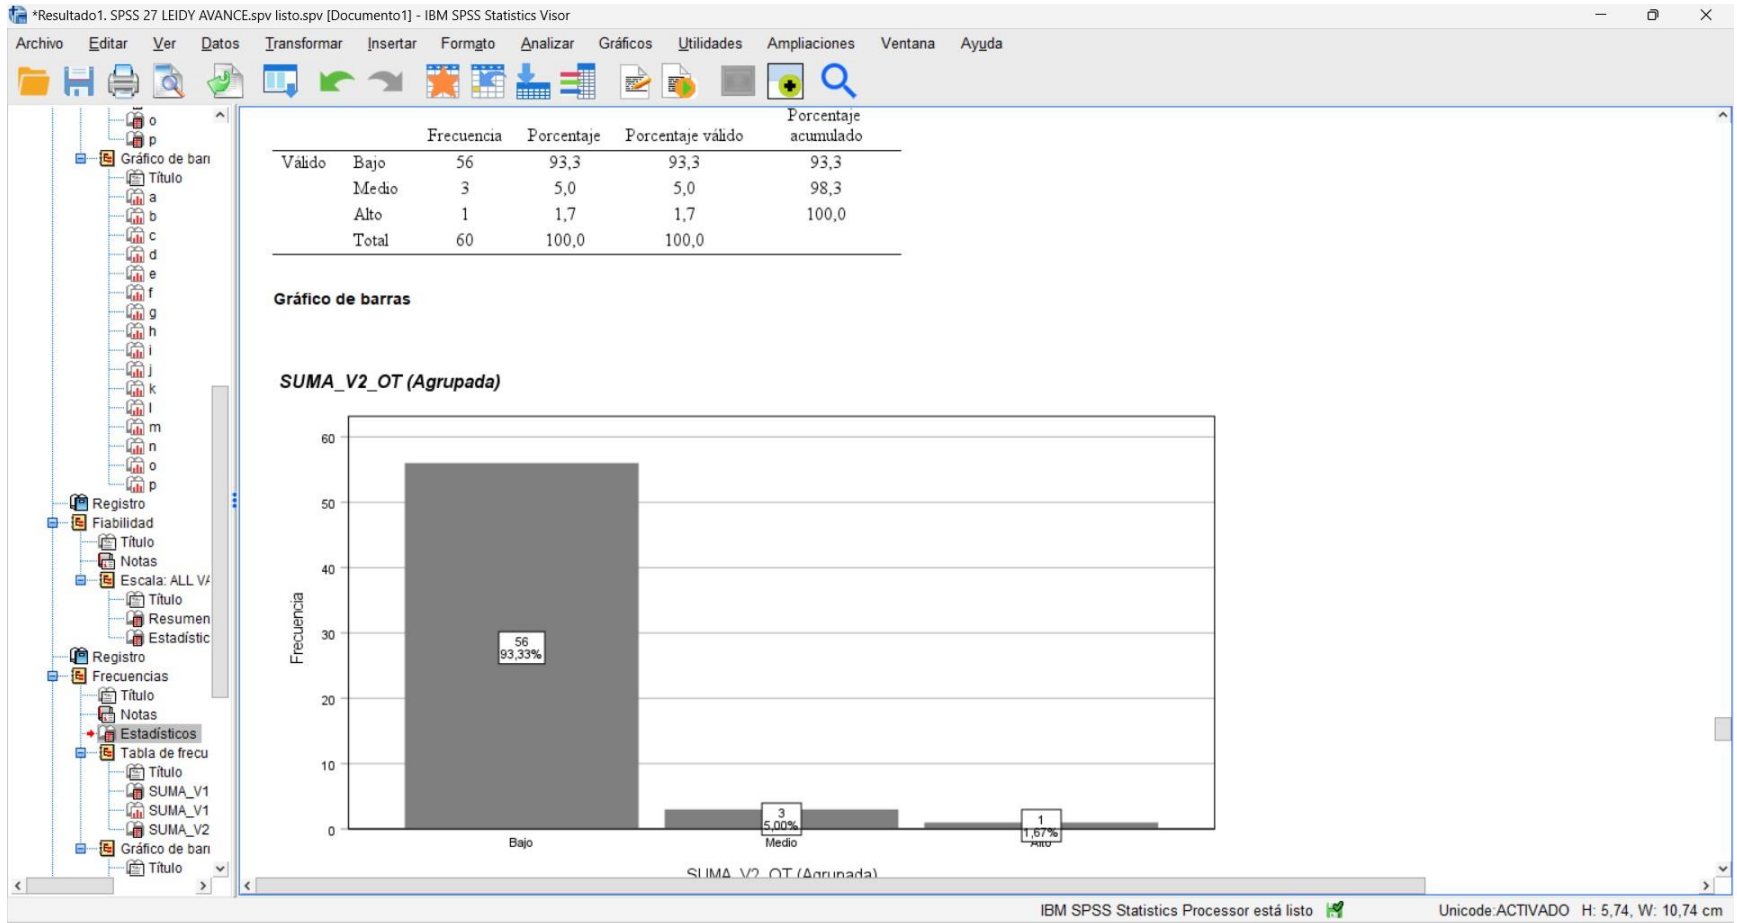 *Resultado1. SPSS 27 LEIDY AVANCE.spv listo.spv [Documento1] - IBM SPSS Statistics Visor
Archivo Editar Ver Datos Transformar Insertar Formato Analizar Gráficos Utilidades Ampliaciones Ventana Ayuda
o
p
Gráfico de barr
Título
a
b
c
d
e
f
g
h
i
j
k
l
m
n
o
p
Registro
Fiabilidad
Título
Notas
Escala: ALL VA
Título
Resumen
Estadístic
Registro
Frecuencias
Título
Notas
Estadísticos
Tabla de frecu
Título
SUMA_V1
SUMA_V1
SUMA_V2
Gráfico de barr
Título
Porcentaje
Frecuencia Porcentaje Porcentaje válido acumulado
Válido Bajo 56 93,3 93,3 93,3
Medio 3 5,0 5,0 98,3
Alto 1 1,7 1,7 100,0
Total 60 100,0 100,0
Gráfico de barras
SUMA_V2_OT (Agrupada)
60
50
40
30
20
10
0
Frecuencia
56
93,33%
3
5,00%
1
1,67%
Bajo Medio Alto
SUMA_V2_OT (Agrupada)
IBM SPSS Statistics Processor está listo Unicode:ACTIVADO H: 5,74, W: 10,74 cm